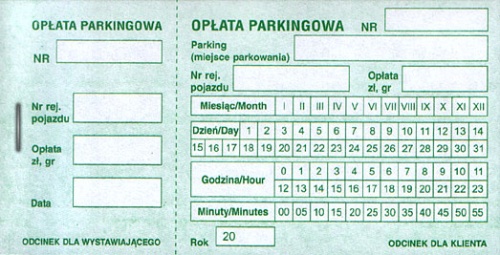 OPŁATA PARKINGOWA
NR
Nr rej.
pojazdu
Opłata
zł, gr
Data
ODCINEK DLA WYSTAWIAJĄCEGO
OPŁATA PARKINGOWA NR
Parking
(miejsce parkowania)
Nr rej.
pojazdu
Opłata
zł, gr
Miesiąc/Month I II III IV V VI VII VIII IX X XI XII
Dzień/Day 1 2 3 4 5 6 7 8 9 10 11 12 13 14
15 16 17 18 19 20 21 22 23 24 25 26 27 28 29 30 31
Godzina/Hour 0 1 2 3 4 5 6 7 8 9 10 11
12 13 14 15 16 17 18 19 20 21 22 23
Minuty/Minutes 00 05 10 15 20 25 30 35 40 45 50 55
Rok 20
ODCINEK DLA KLIENTA